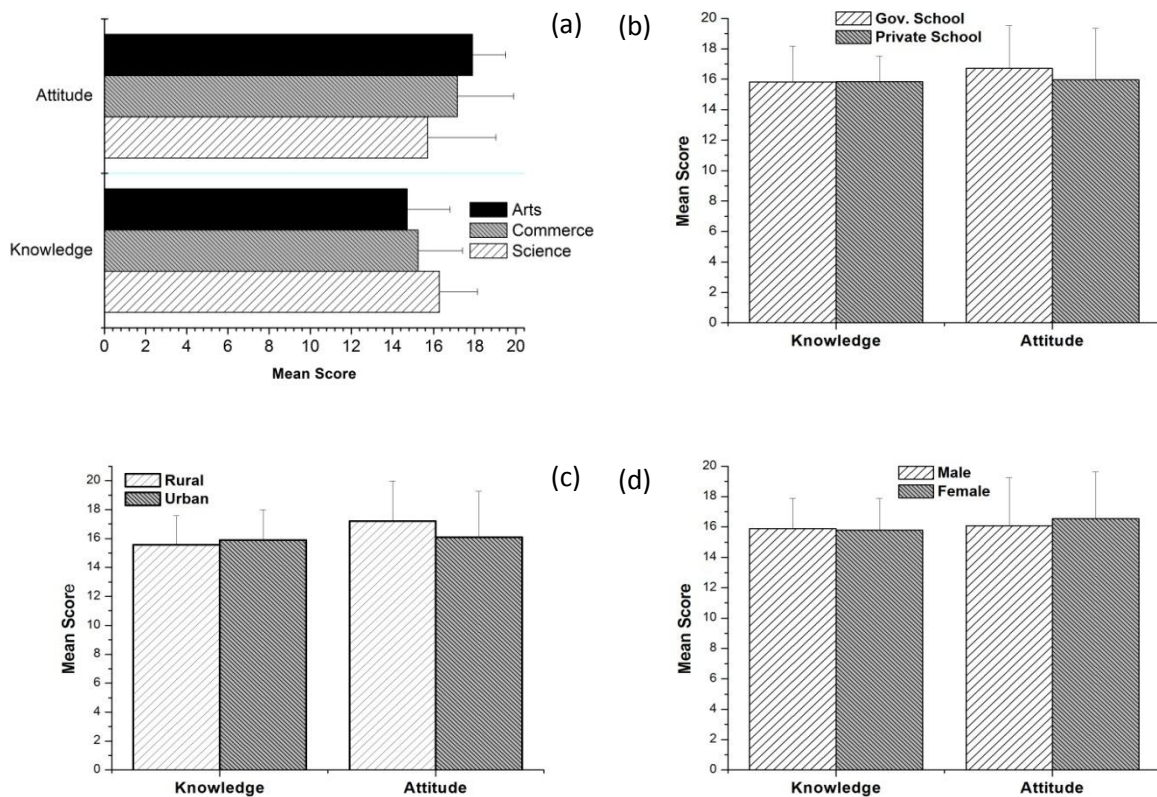 (a)
Attitude
Knowledge
Arts
Commerce
Science
0 2 4 6 8 10 12 14 16 18 20
Mean Score
(b)
Gov. School
Private School
20
18
16
14
12
10
8
6
4
2
0
Mean Score
Knowledge Attitude
(c)
Rural
Urban
20
18
16
14
12
10
8
6
4
2
0
Mean Score
Knowledge Attitude
(d)
Male
Female
20
18
16
14
12
10
8
6
4
2
0
Mean Score
Knowledge Attitude